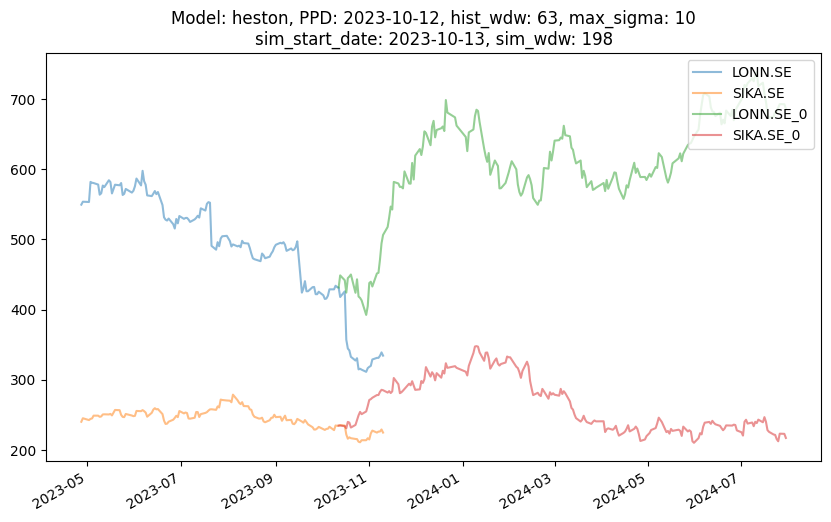 Model: heston, PPD: 2023-10-12, hist_wdw: 63, max_sigma: 10
sim_start_date: 2023-10-13, sim_wdw: 198
LONN.SE
SIKA.SE
LONN.SE_0
SIKA.SE_0
700
600
500
400
300
200
2023-05
2023-07
2023-09
2023-11
2024-01
2024-03
2024-05
2024-07